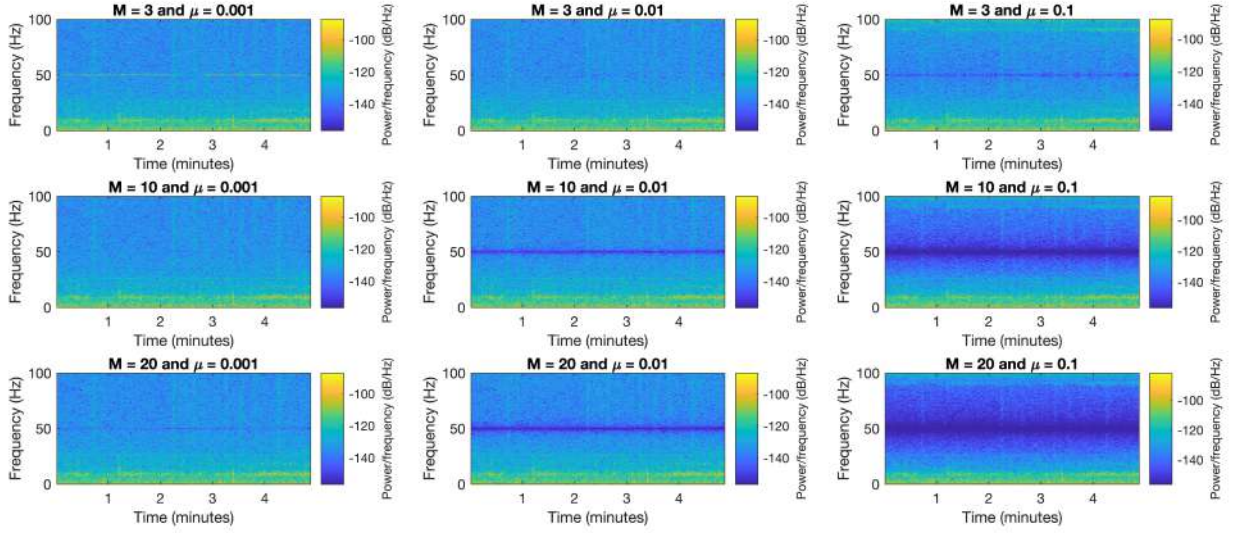 M = 3 and μ = 0.001
M = 3 and μ = 0.01
M = 3 and μ = 0.1
100
50
0
Frequency (Hz)
1 2 3 4
Time (minutes)
-100
-120
-140
Power/frequency (dB/Hz)
100
50
0
Frequency (Hz)
1 2 3 4
Time (minutes)
-100
-120
-140
Power/frequency (dB/Hz)
100
50
0
Frequency (Hz)
1 2 3 4
Time (minutes)
-100
-120
-140
Power/frequency (dB/Hz)
M = 10 and μ = 0.001
M = 10 and μ = 0.01
M = 10 and μ = 0.1
100
50
0
Frequency (Hz)
1 2 3 4
Time (minutes)
-100
-120
-140
Power/frequency (dB/Hz)
100
50
0
Frequency (Hz)
1 2 3 4
Time (minutes)
-100
-120
-140
Power/frequency (dB/Hz)
100
50
0
Frequency (Hz)
1 2 3 4
Time (minutes)
-100
-120
-140
Power/frequency (dB/Hz)
M = 20 and μ = 0.001
M = 20 and μ = 0.01
M = 20 and μ = 0.1
100
50
0
Frequency (Hz)
1 2 3 4
Time (minutes)
-100
-120
-140
Power/frequency (dB/Hz)
100
50
0
Frequency (Hz)
1 2 3 4
Time (minutes)
-100
-120
-140
Power/frequency (dB/Hz)
100
50
0
Frequency (Hz)
1 2 3 4
Time (minutes)
-100
-120
-140
Power/frequency (dB/Hz)